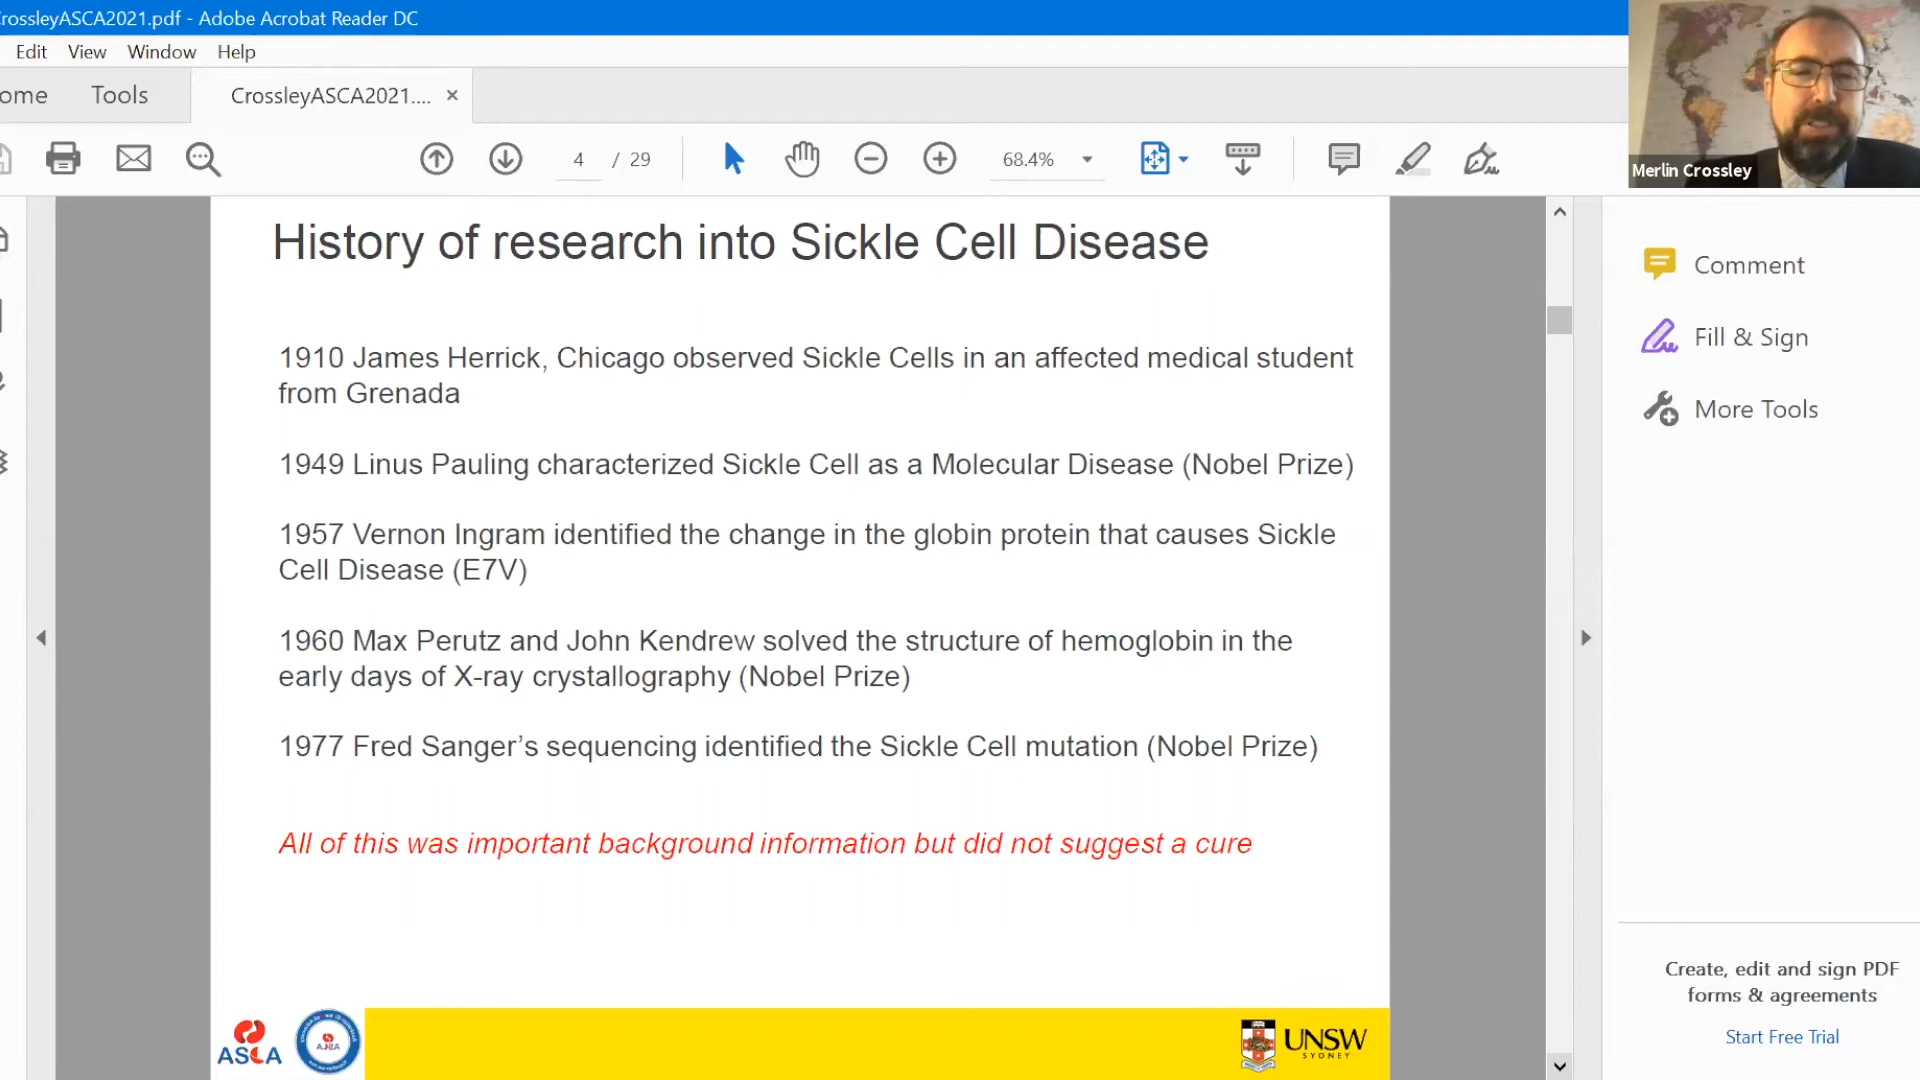 CrossleyASCA2021.pdf - Adobe Acrobat Reader DC
Edit View Window Help
ome Tools CrossleyASCA2021.... ×
4 / 29 68.4%
Merlin Crossley
History of research into Sickle Cell Disease
1910 James Herrick, Chicago observed Sickle Cells in an affected medical student
from Grenada
1949 Linus Pauling characterized Sickle Cell as a Molecular Disease (Nobel Prize)
1957 Vernon Ingram identified the change in the globin protein that causes Sickle
Cell Disease (E7V)
1960 Max Perutz and John Kendrew solved the structure of hemoglobin in the
early days of X-ray crystallography (Nobel Prize)
1977 Fred Sanger’s sequencing identified the Sickle Cell mutation (Nobel Prize)
All of this was important background information but did not suggest a cure
ASCA
UNSW
SYDNEY
Comment
Fill & Sign
More Tools
Create, edit and sign PDF
forms & agreements
Start Free Trial